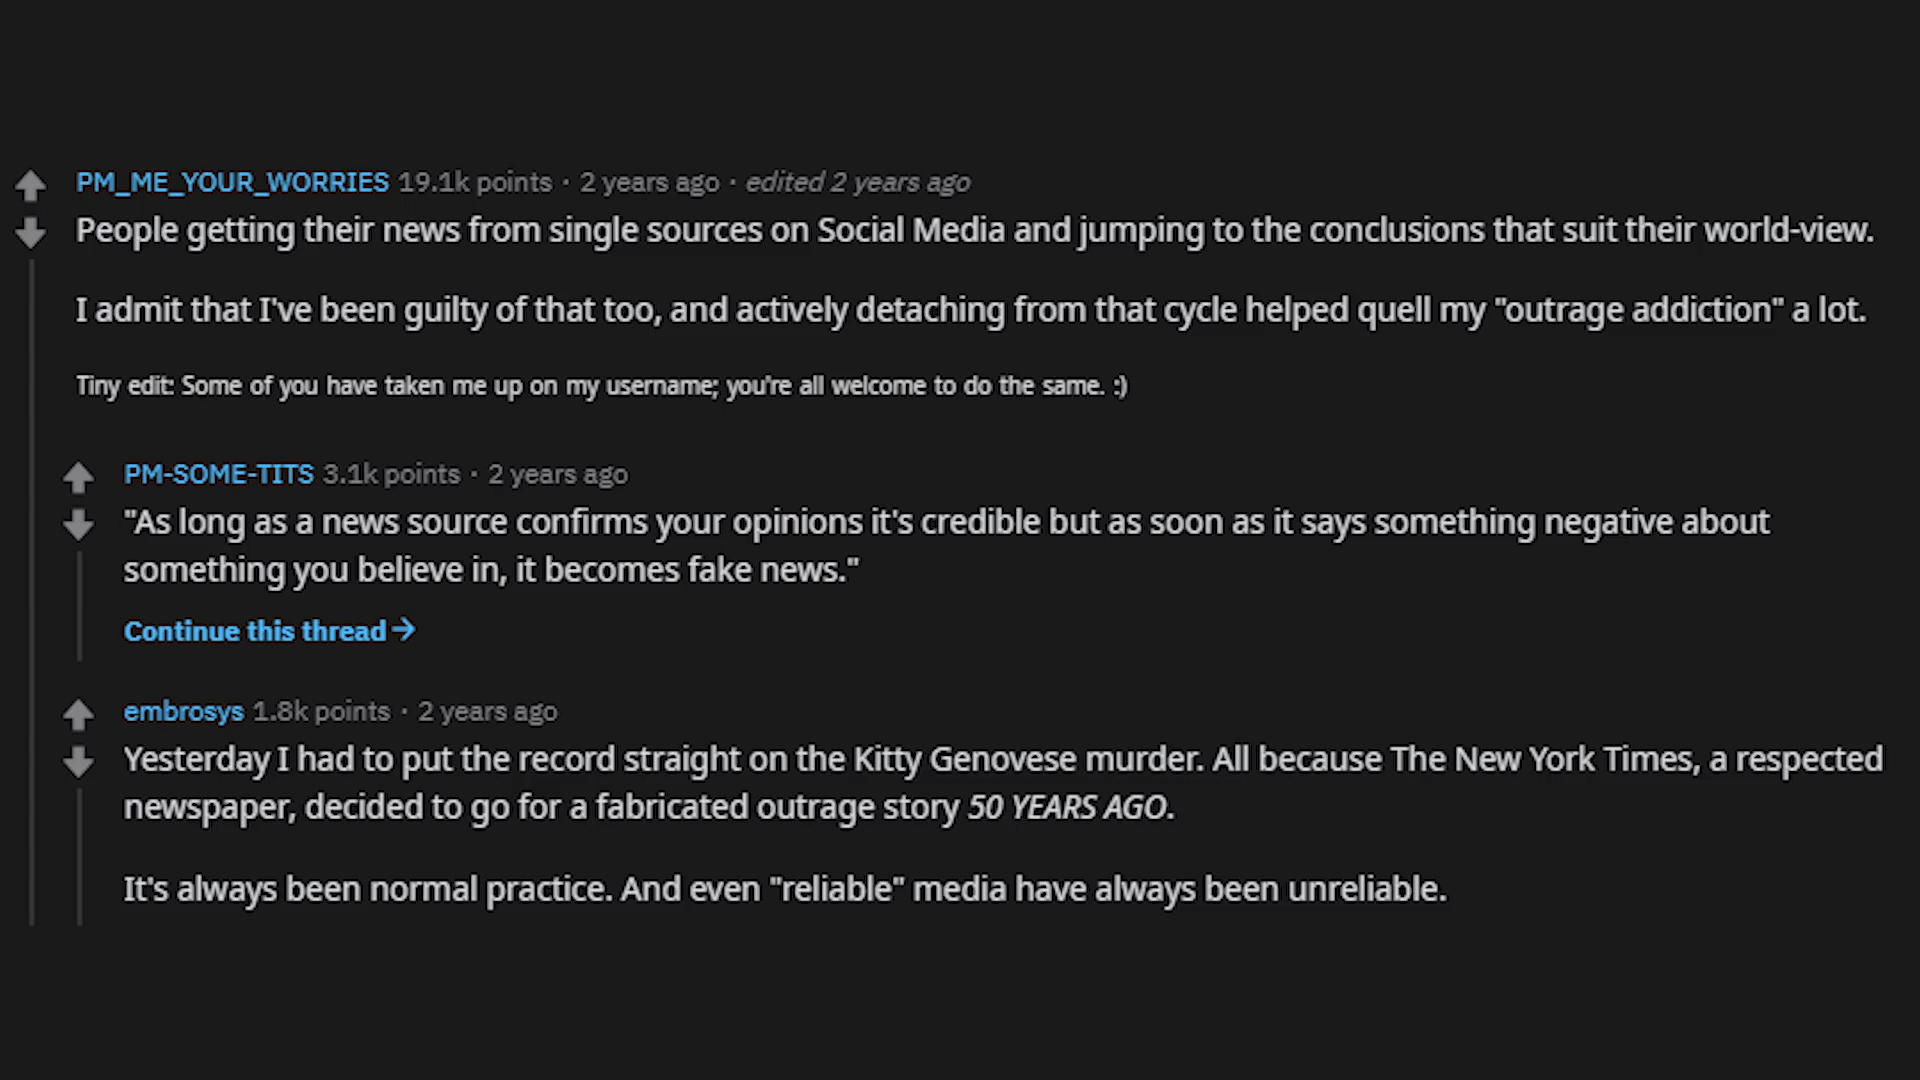 PM_ME_YOUR_WORRIES 19.1k points · 2 years ago · edited 2 years ago
People getting their news from single sources on Social Media and jumping to the conclusions that suit their world-view.
I admit that I've been guilty of that too, and actively detaching from that cycle helped quell my "outrage addiction" a lot.
Tiny edit: Some of you have taken me up on my username; you're all welcome to do the same. :)
PM-SOME-TITS 3.1k points · 2 years ago
"As long as a news source confirms your opinions it's credible but as soon as it says something negative about
something you believe in, it becomes fake news."
Continue this thread→
embrosys 1.8k points · 2 years ago
Yesterday I had to put the record straight on the Kitty Genovese murder. All because The New York Times, a respected
newspaper, decided to go for a fabricated outrage story 50 YEARS AGO.
It's always been normal practice. And even "reliable" media have always been unreliable.